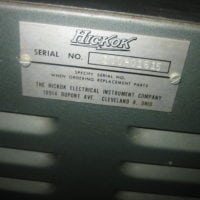 HICKOK
SERIAL NO.
SPECIFY SERIAL NO.
WHEN ORDERING REPLACEMENT PARTS
THE HICKOK ELECTRICAL INSTRUMENT COMPANY
10514 DUPONT AVE. CLEVELAND 8, OHIO